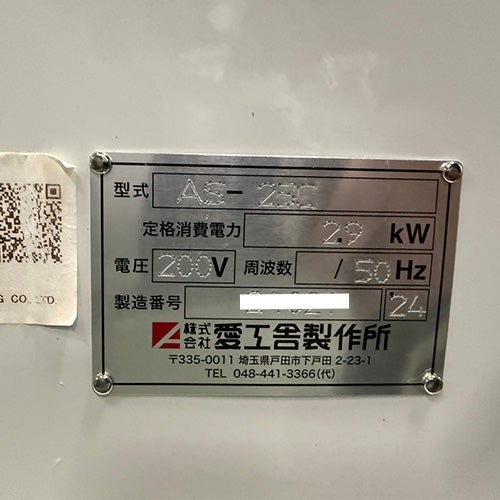 型式 AS-25C
定格消費電力 2.9 kW
電圧 200V 周波数 / 50 Hz
製造番号 24
株式会社 愛工舎製作所
〒335-0011 埼玉県戸田市下戸田 2-23-1
TEL 048-441-3366(代)
G CO.,LTD.